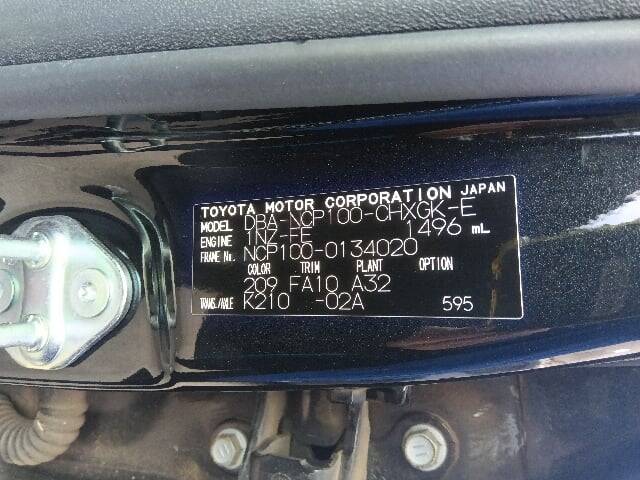 TOYOTA MOTOR CORPORATION JAPAN
MODEL DBA-NCP100-CHXGK-E
ENGINE 1NZ-FE 1496 mL
FRAME No. NCP100-0134020
COLOR TRIM PLANT OPTION
209 FA10 A32
TRANS./AXLE K210 -02A 595